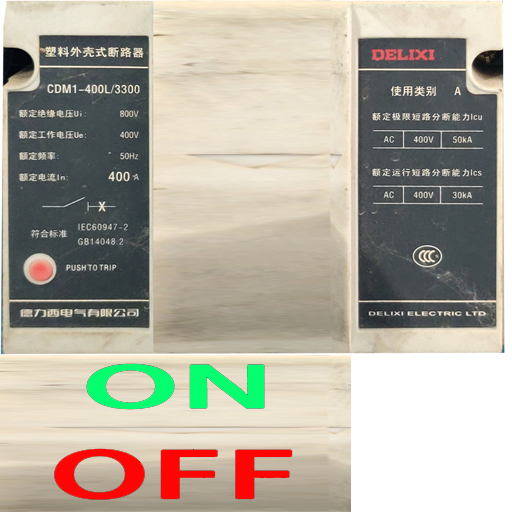 塑料外壳式断路器
CDM1-400L/3300
额定绝缘电压Ui: 800V
额定工作电压Ue: 400V
额定频率: 50Hz
额定电流In: 400A
符合标准 IEC60947-2
GB14048.2
PUSH TO TRIP
德力西电气有限公司
DELIXI
使用类别 A
额定极限短路分断能力Icu
AC 400V 50kA
额定运行短路分断能力Ics
AC 400V 30kA
CCC
DELIXI ELECTRIC LTD
ON
OFF